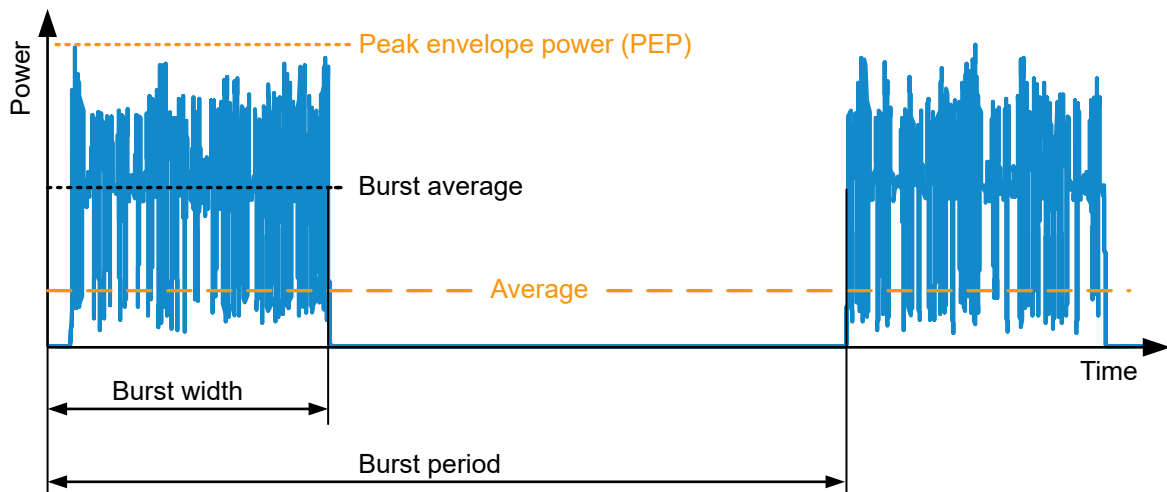 Power
Peak envelope power (PEP)
Burst average
Average
Time
Burst width
Burst period